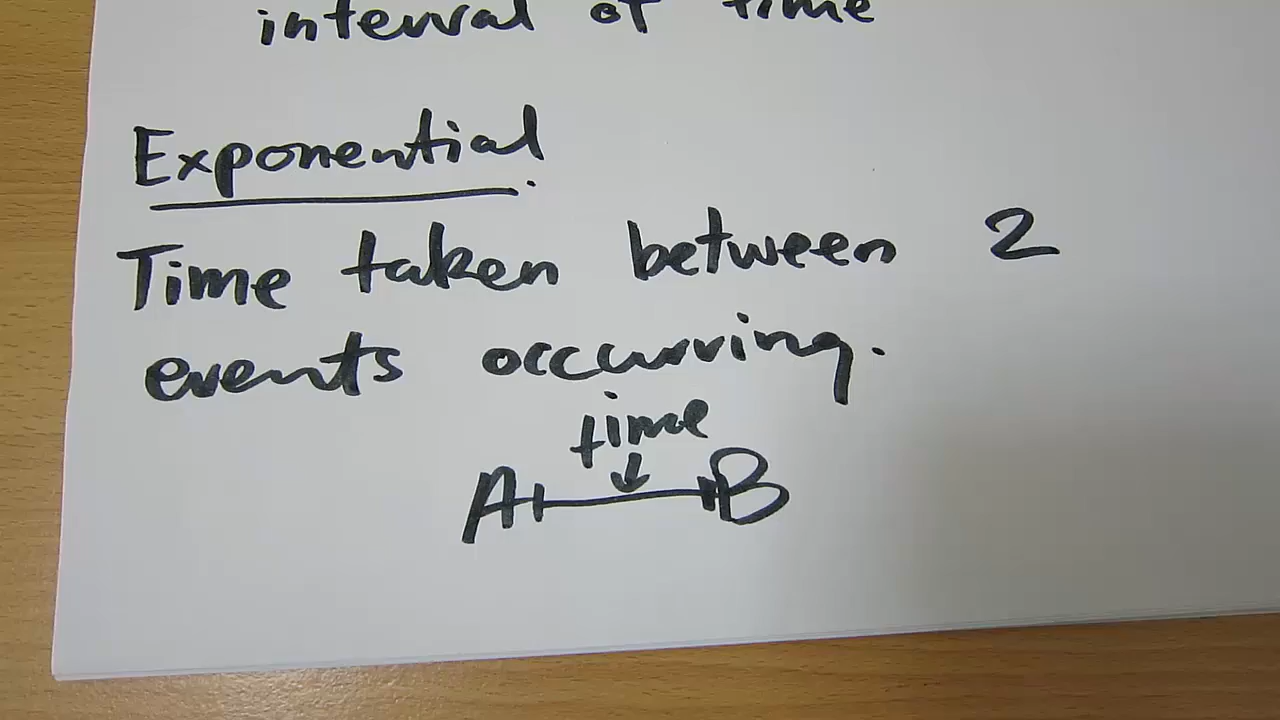 interval of time
Exponential
Time taken between 2
events occurring.
time
A B